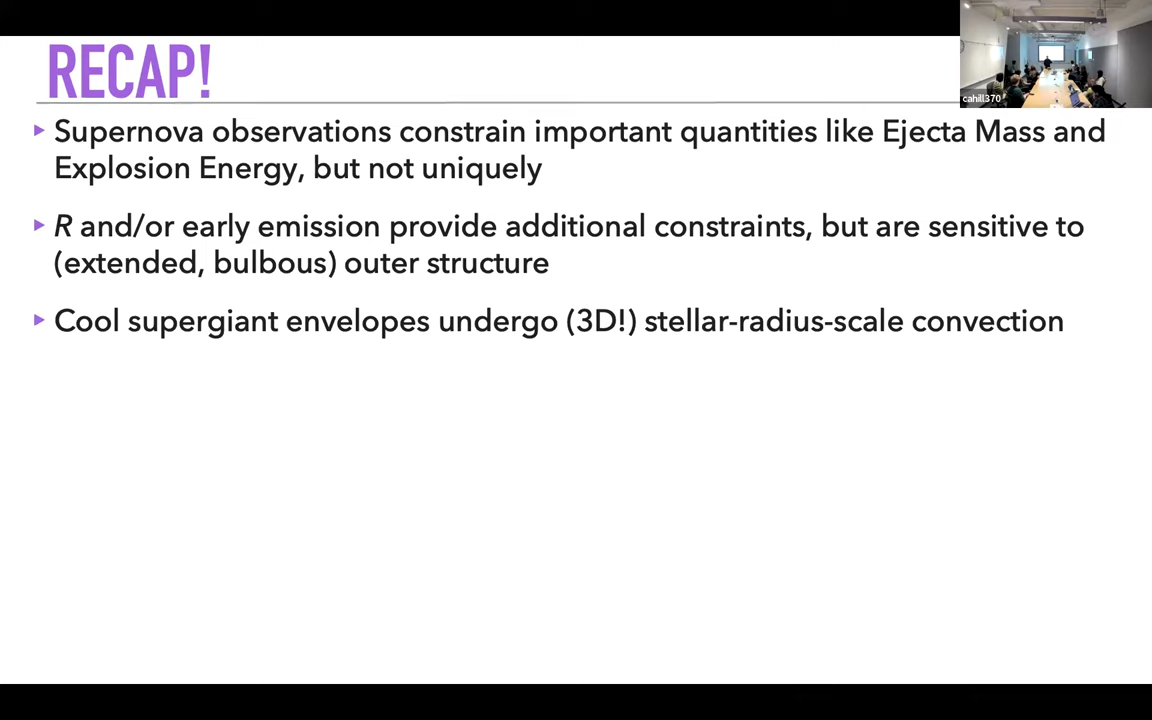 RECAP!
cahill370
▸ Supernova observations constrain important quantities like Ejecta Mass and
Explosion Energy, but not uniquely
▸ R and/or early emission provide additional constraints, but are sensitive to
(extended, bulbous) outer structure
▸ Cool supergiant envelopes undergo (3D!) stellar-radius-scale convection